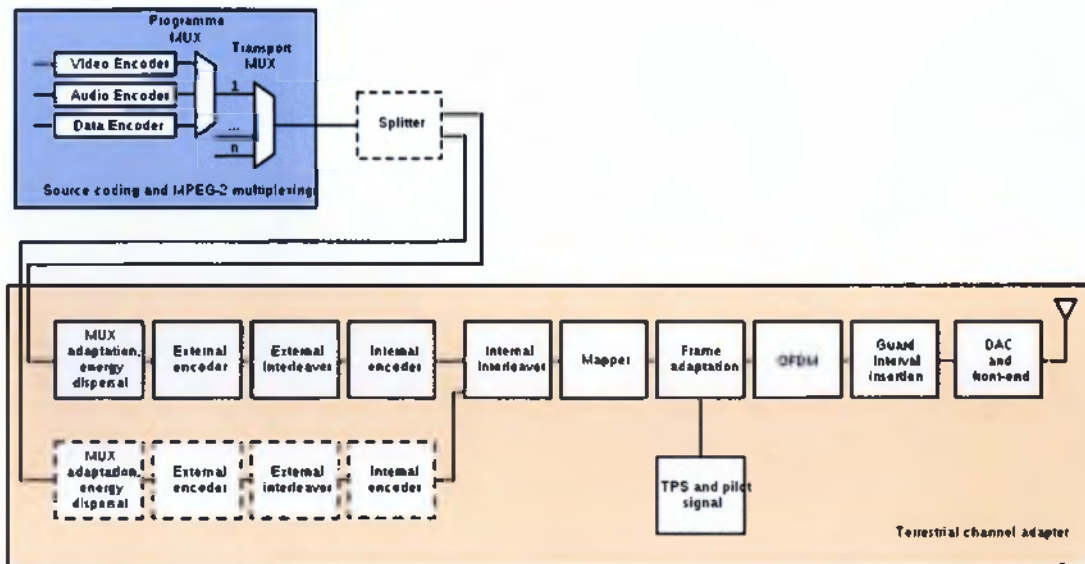 Programme
MUX
Transport
MUX
Video Encoder
Audio Encoder
Data Encoder
1
...
n
Splitter
Source coding and MPEG-2 multiplexing
MUX
adaptation,
energy
dispersal
External
encoder
External
interleaver
Internal
encoder
Internal
interleaver
Mapper
Frame
adaptation
OFDM
Guard
Interval
insertion
DAC
and
front-end
MUX
adaptation,
energy
dispersal
External
encoder
External
interleaver
Internal
encoder
TPS and pilot
signal
Terrestrial channel adapter